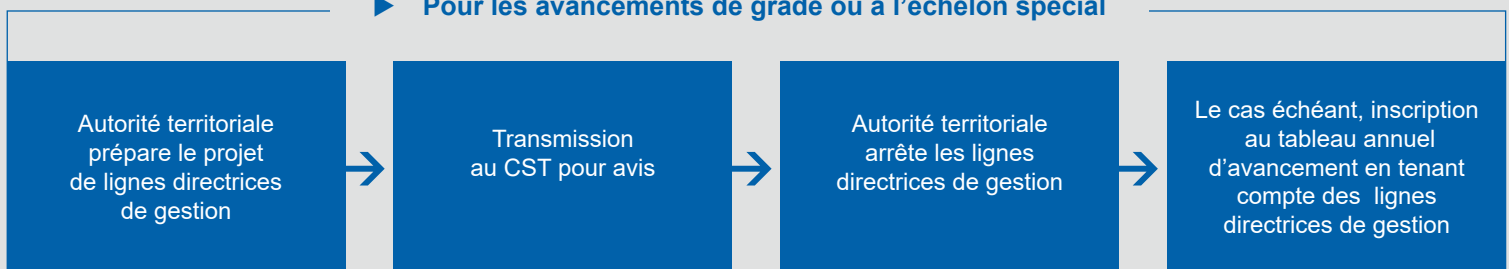 ▶ Pour les avancements de grade ou à l'échelon spécial
Autorité territoriale
prépare le projet
de lignes directrices
de gestion
Transmission
au CST pour avis
Autorité territoriale
arrête les lignes
directrices de gestion
Le cas échéant, inscription
au tableau annuel
d'avancement en tenant
compte des lignes
directrices de gestion